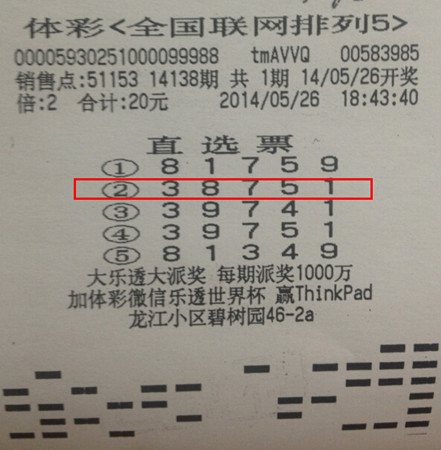 体彩<全国联网排列5>
000059302510000​99988 tmAVVQ 00583985
销售点:51153 14138期 共1期 14/05/26开奖
倍:2 合计:20元 2014/05/26 18:43:40
直选票
① 8 1 7 5 9
② 3 8 7 5 1
③ 3 9 7 4 1
④ 3 9 7 5 1
⑤ 8 1 3 4 9
大乐透大派奖 每期派奖1000万
加体彩微信乐透世界杯 赢ThinkPad
龙江小区碧树园46-2a